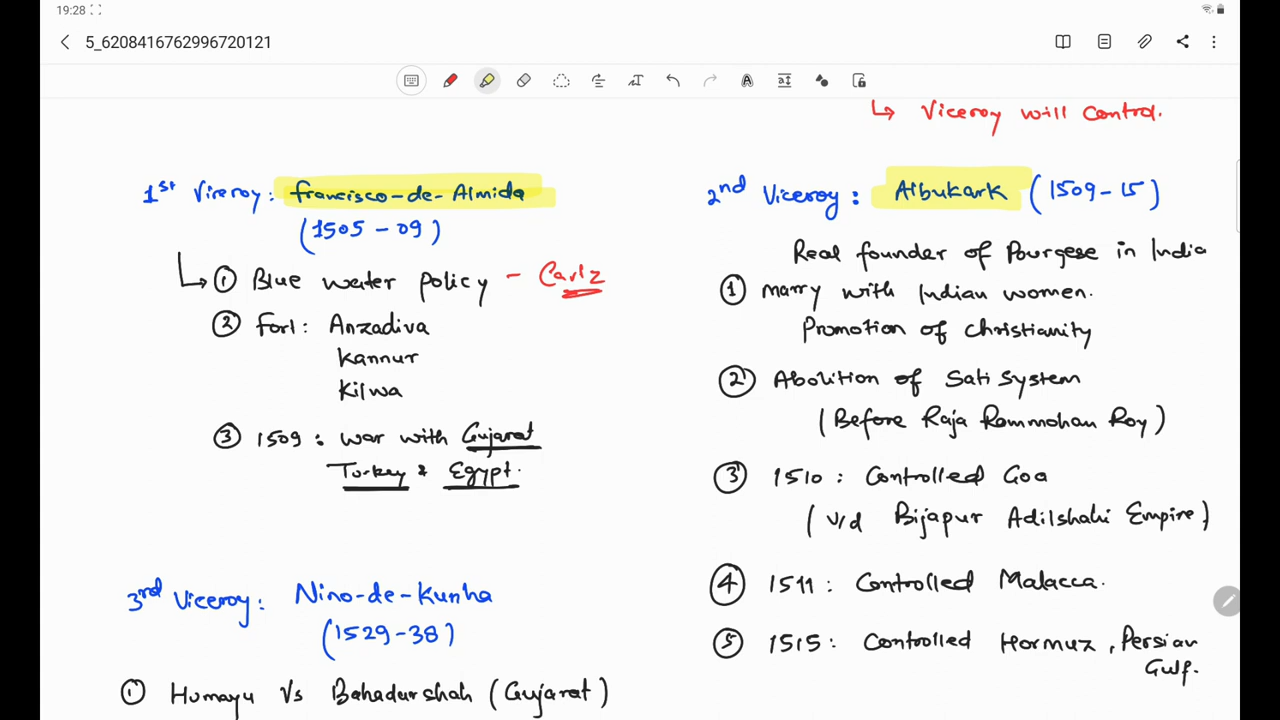 19:28
5_6208416762996720121
↳ Viceroy will Control.
1st Viceroy: francisco-de-Almida
(1505-09)
↳ ① Blue water policy - Cartz
② Fort: Anzadiva
Kannur
Kilwa
③ 1509: war with Gujarat
Turkey & Egypt.
3rd Viceroy: Nino-de-Kunha
(1529-38)
① Humayu Vs Bahadurshah (Gujarat)
2nd Viceroy: Albukark (1509-15)
Real founder of Pourgese in India
① marry with Indian women.
Promotion of christianity
② Abolition of Sati System
(Before Raja Rammohan Roy)
③ 1510: Controlled Goa
(v/d Bijapur Adilshahi Empire)
④ 1511: Controlled Malacca.
⑤ 1515: Controlled Hormuz, Persian
Gulf.